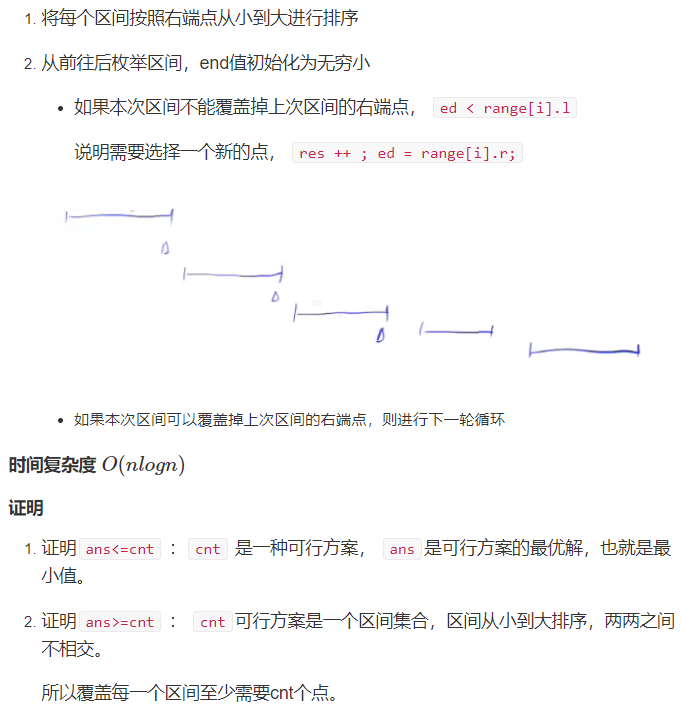 1. 将每个区间按照右端点从小到大进行排序
2. 从前往后枚举区间，end值初始化为无穷小
• 如果本次区间不能覆盖掉上次区间的右端点， ed < range[i].l
说明需要选择一个新的点， res ++ ; ed = range[i].r;
• 如果本次区间可以覆盖掉上次区间的右端点，则进行下一轮循环
时间复杂度 O(nlogn)
证明
1. 证明 ans<=cnt ： cnt 是一种可行方案， ans 是可行方案的最优解，也就是最
小值。
2. 证明 ans>=cnt ： cnt 可行方案是一个区间集合，区间从小到大排序，两两之间
不相交。
所以覆盖每一个区间至少需要cnt个点。